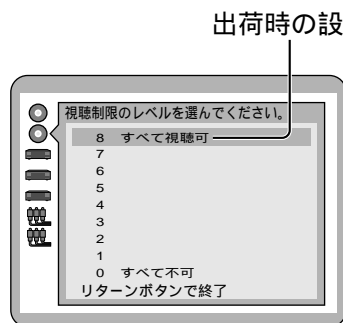 出荷時の設
視聴制限のレベルを選んでください。
8 すべて視聴可
7
6
5
4
3
2
1
0 すべて不可
リターンボタンで終了